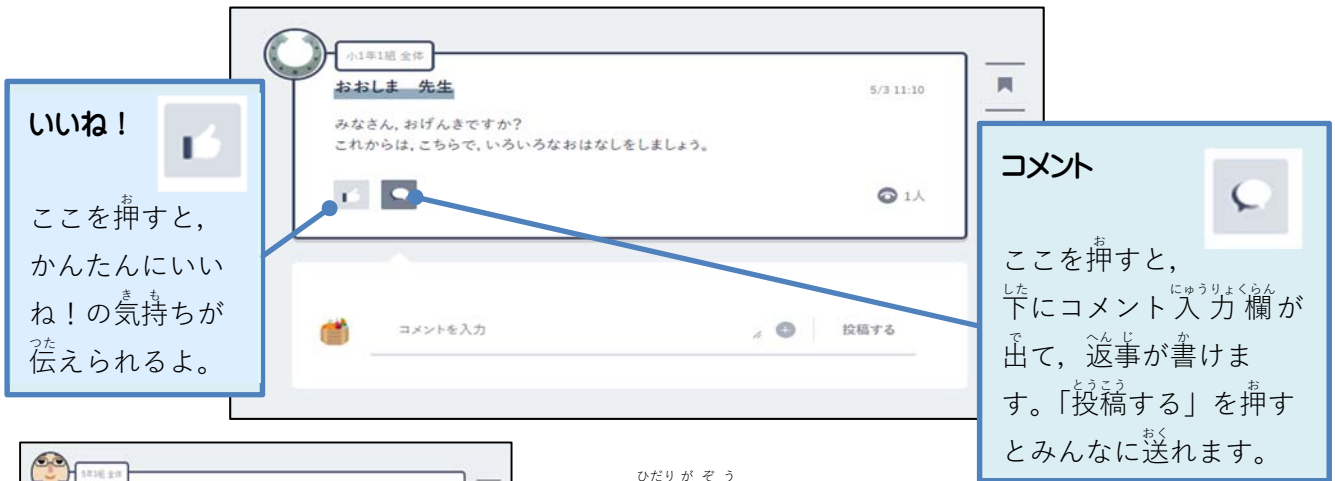 小1年1組 全体
おおしま 先生
5/3 11:10
みなさん,おげんきですか?
これからは,こちらで,いろいろなおはなしをしましょう。
1人
コメントを入力
投稿する
いいね!
ここを押すと,
かんたんにいい
ね!の気持ちが
伝えられるよ。
コメント
ここを押すと,
下にコメント入力欄が
出て,返事が書けま
す。「投稿する」を押す
とみんなに送れます。
5年3組 全体
ひだりがぞう